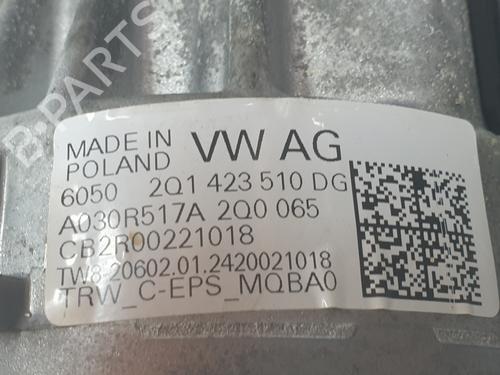 MADE IN POLAND VW AG
6050 2Q1 423 510 DG
A030R517A 2Q0 065
CB2R00221018
TW8-20602.01.2420021018
TRW_C-EPS_MQBA0
B-PARTS